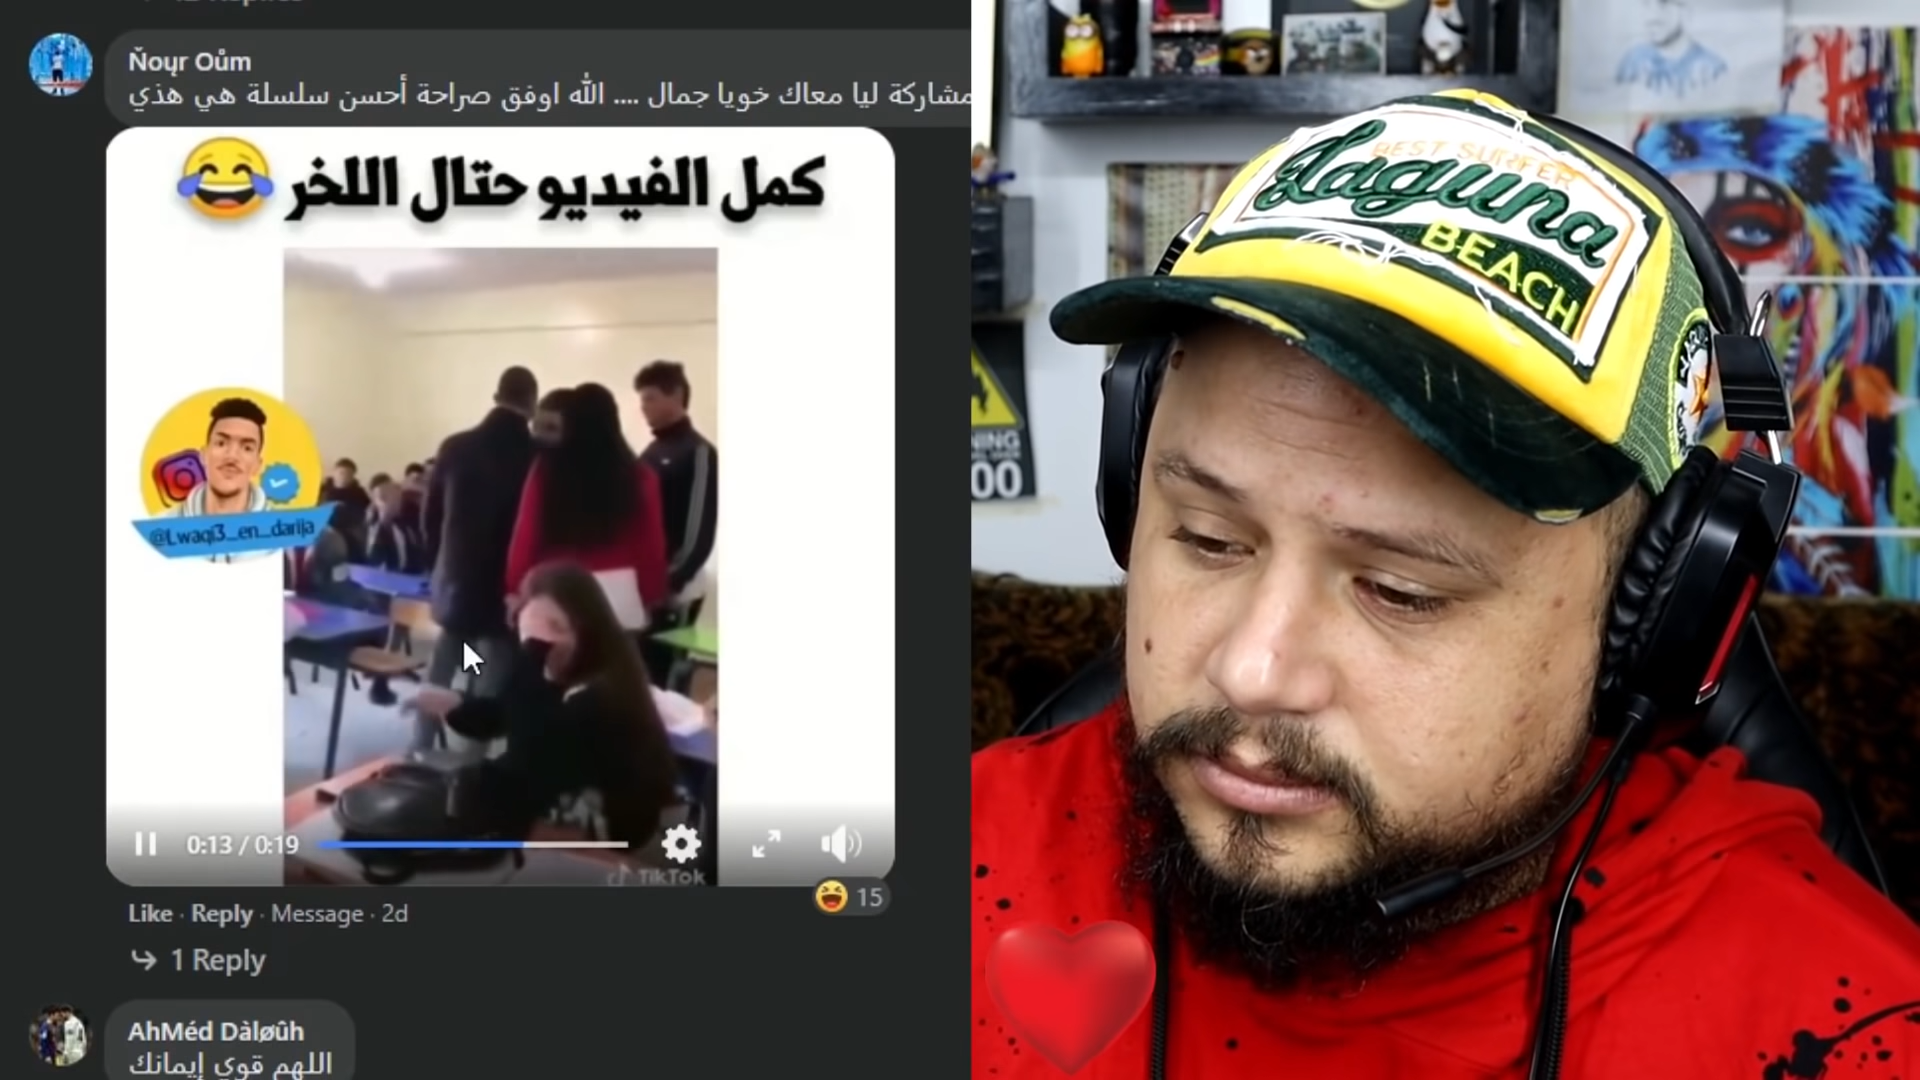 Ňoųr Oům
مشاركة ليا معاك خويا جمال .... الله اوفق صراحة أحسن سلسلة هي هذي
كمل الفيديو حتال اللخر 😂
@Lwaqi3_en_darija
0:13 / 0:19
TikTok
15
Like · Reply · Message · 2d
1 Reply
AhMéd Dàløûh
اللهم قوي إيمانك
BEST SURFER
Laguna
BEACH
NING
00